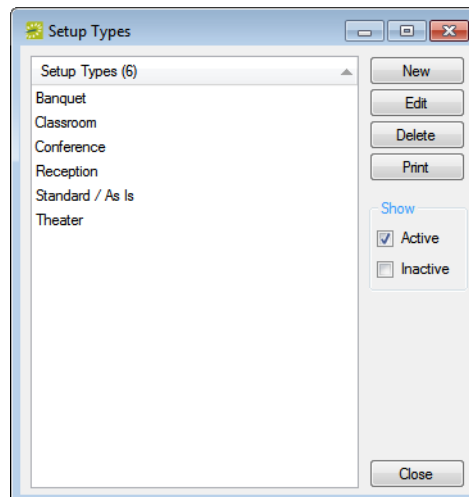 Setup Types
Setup Types (6)
Banquet
Classroom
Conference
Reception
Standard / As Is
Theater
New
Edit
Delete
Print
Show
Active
Inactive
Close